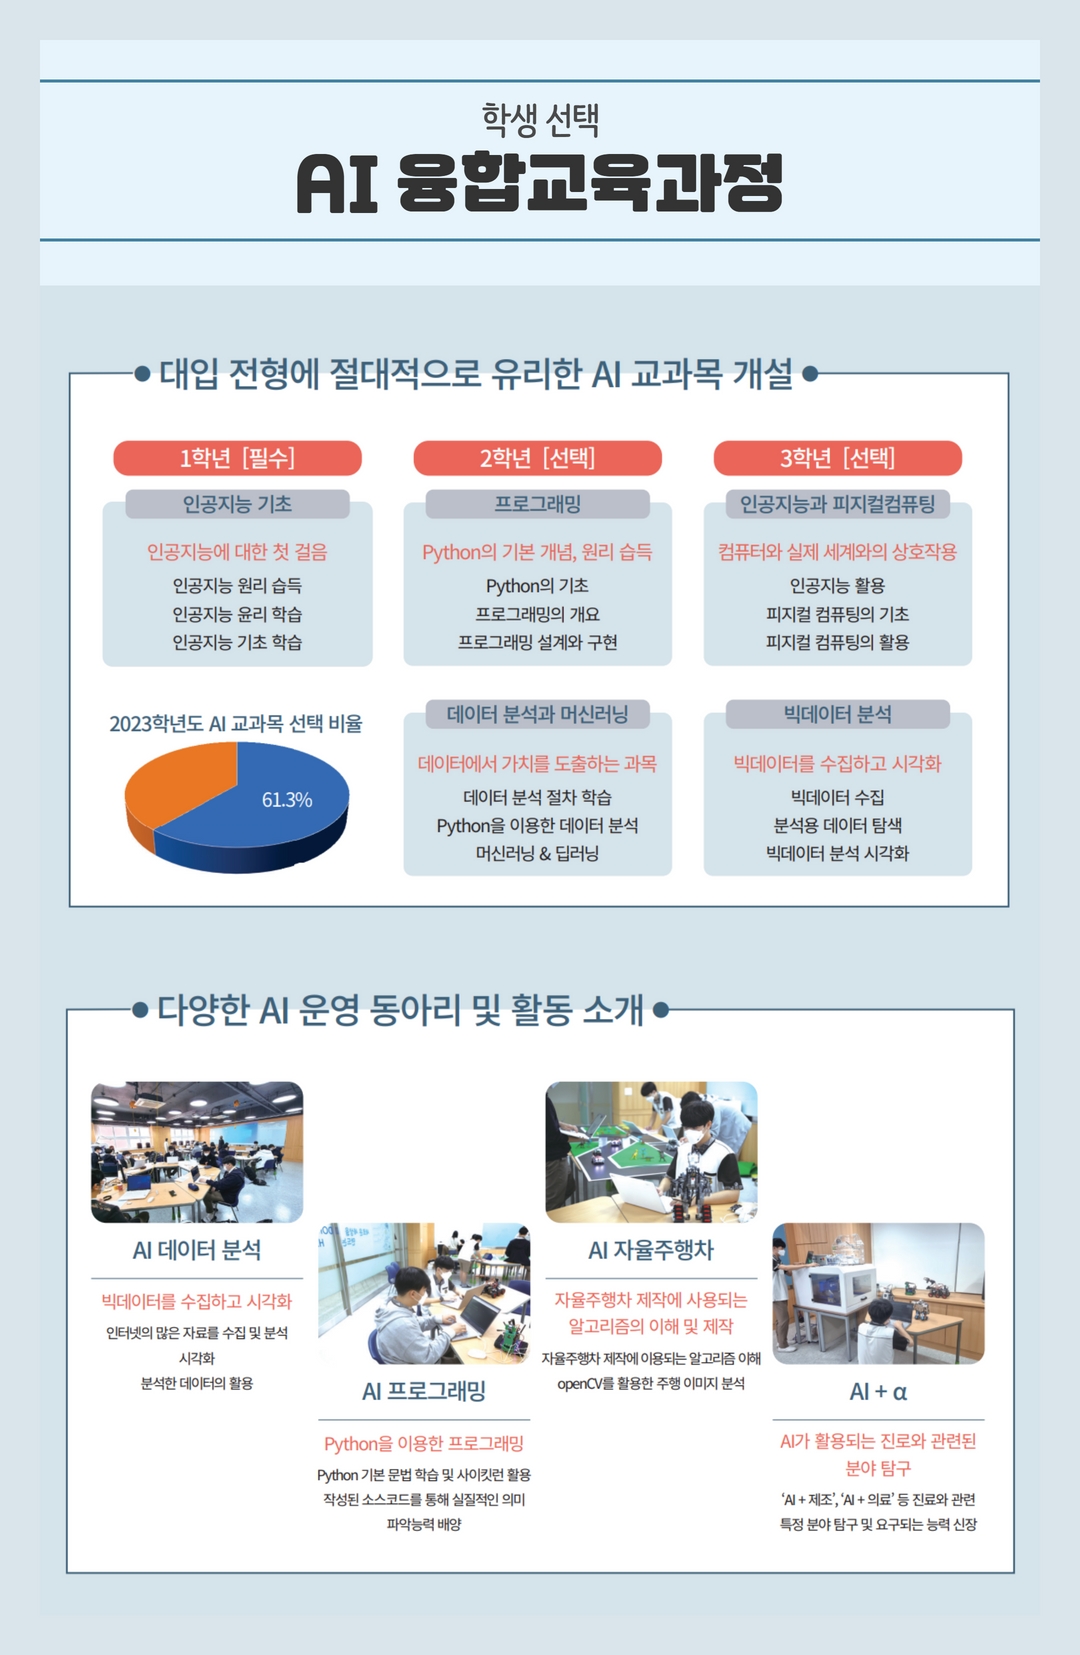 학생 선택
AI 융합교육과정
대입 전형에 절대적으로 유리한 AI 교과목 개설
1학년 [필수]
인공지능 기초
인공지능에 대한 첫 걸음
인공지능 원리 습득
인공지능 윤리 학습
인공지능 기초 학습
2학년 [선택]
프로그래밍
Python의 기본 개념, 원리 습득
Python의 기초
프로그래밍의 개요
프로그래밍 설계와 구현
3학년 [선택]
인공지능과 피지컬컴퓨팅
컴퓨터와 실제 세계와의 상호작용
인공지능 활용
피지컬 컴퓨팅의 기초
피지컬 컴퓨팅의 활용
2023학년도 AI 교과목 선택 비율
61.3%
데이터 분석과 머신러닝
데이터에서 가치를 도출하는 과목
데이터 분석 절차 학습
Python을 이용한 데이터 분석
머신러닝 & 딥러닝
빅데이터 분석
빅데이터를 수집하고 시각화
빅데이터 수집
분석용 데이터 탐색
빅데이터 분석 시각화
다양한 AI 운영 동아리 및 활동 소개
AI 데이터 분석
빅데이터를 수집하고 시각화
인터넷의 많은 자료를 수집 및 분석
시각화
분석한 데이터의 활용
AI 프로그래밍
Python을 이용한 프로그래밍
Python 기본 문법 학습 및 사이킷런 활용
작성된 소스코드를 통해 실질적인 의미
파악능력 배양
AI 자율주행차
자율주행차 제작에 사용되는
알고리즘의 이해 및 제작
자율주행차 제작에 이용되는 알고리즘 이해
openCV를 활용한 주행 이미지 분석
AI + α
AI가 활용되는 진로와 관련된
분야 탐구
‘AI + 제조’, ‘AI + 의료’ 등 진료와 관련
특정 분야 탐구 및 요구되는 능력 신장